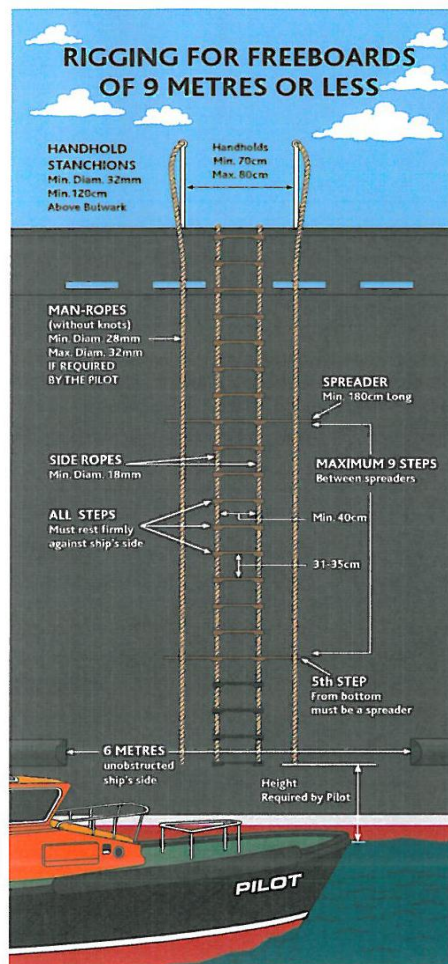 RIGGING FOR FREEBOARDS
OF 9 METRES OR LESS
HANDHOLD
STANCHIONS
Min. Diam. 32mm
Min. 120cm
Above Bulwark
Handholds
Min. 70cm
Max. 80cm
MAN-ROPES
(without knots)
Min. Diam 28mm
Max. Diam. 32mm
IF REQUIRED
BY THE PILOT
SPREADER
Min. 180cm Long
SIDE ROPES
Min. Diam. 18mm
MAXIMUM 9 STEPS
Between spreaders
ALL STEPS
Must rest firmly
against ship's side
Min. 40cm
31-35cm
5th STEP
From bottom
must be a spreader
6 METRES
unobstructed
ship's side
Height
Required by Pilot
PILOT